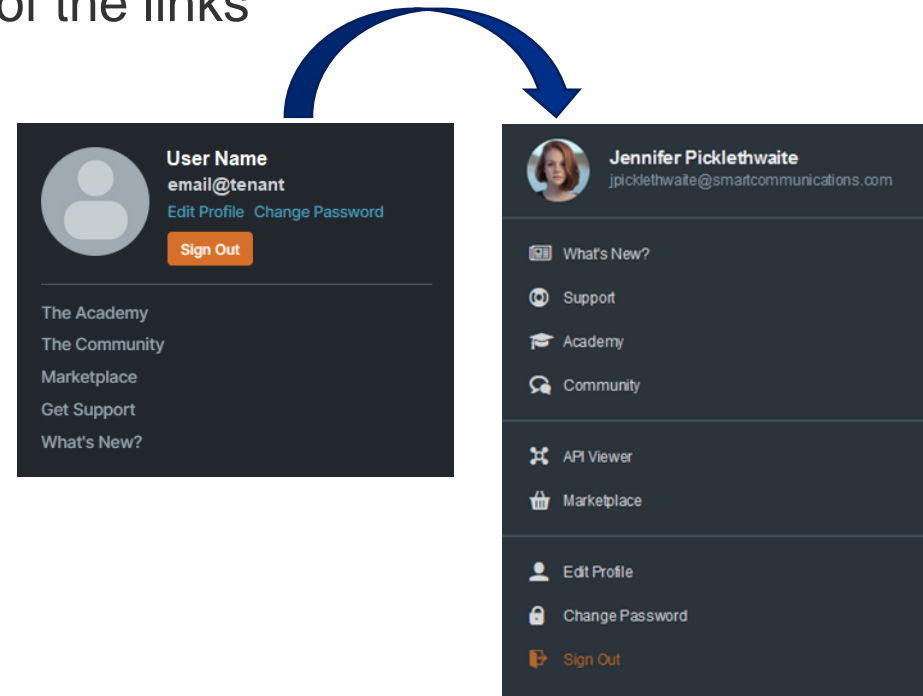 of the links
User Name
email@tenant
Edit Profile Change Password
Sign Out
The Academy
The Community
Marketplace
Get Support
What's New?
Jennifer Picklethwaite
jpicklethwaite@smartcommunications.com
What's New?
Support
Academy
Community
API Viewer
Marketplace
Edit Profile
Change Password
Sign Out